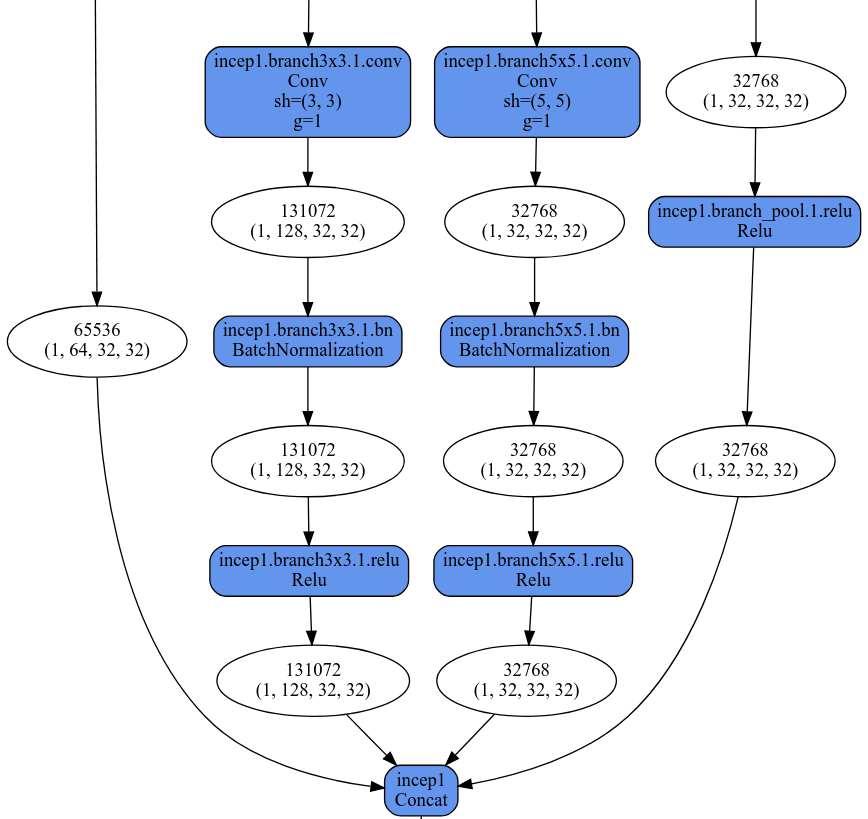 incep1.branch3x3.1.conv
Conv
sh=(3, 3)
g=1
incep1.branch5x5.1.conv
Conv
sh=(5, 5)
g=1
32768
(1, 32, 32, 32)
131072
(1, 128, 32, 32)
32768
(1, 32, 32, 32)
incep1.branch_pool.1.relu
Relu
65536
(1, 64, 32, 32)
incep1.branch3x3.1.bn
BatchNormalization
incep1.branch5x5.1.bn
BatchNormalization
131072
(1, 128, 32, 32)
32768
(1, 32, 32, 32)
32768
(1, 32, 32, 32)
incep1.branch3x3.1.relu
Relu
incep1.branch5x5.1.relu
Relu
131072
(1, 128, 32, 32)
32768
(1, 32, 32, 32)
incep1
Concat